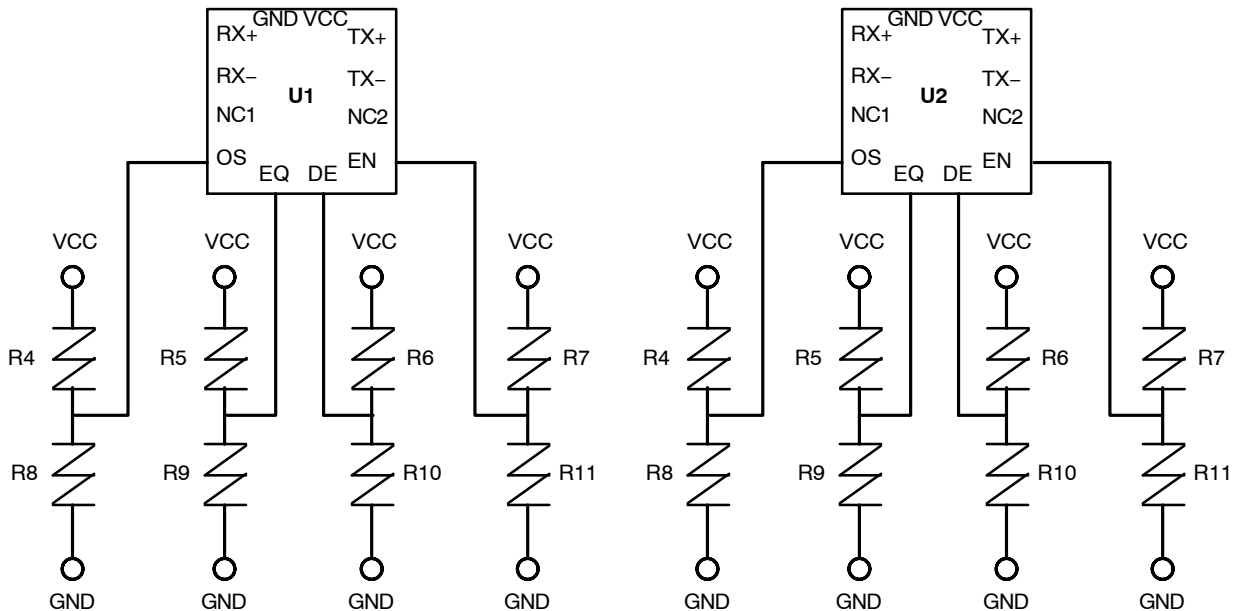 GND VCC
RX+ TX+
RX− TX−
U1
NC1 NC2
OS EN
EQ DE
VCC VCC VCC VCC
R4 R5 R6 R7
R8 R9 R10 R11
GND GND GND GND
GND VCC
RX+ TX+
RX− TX−
U2
NC1 NC2
OS EN
EQ DE
VCC VCC VCC VCC
R4 R5 R6 R7
R8 R9 R10 R11
GND GND GND GND